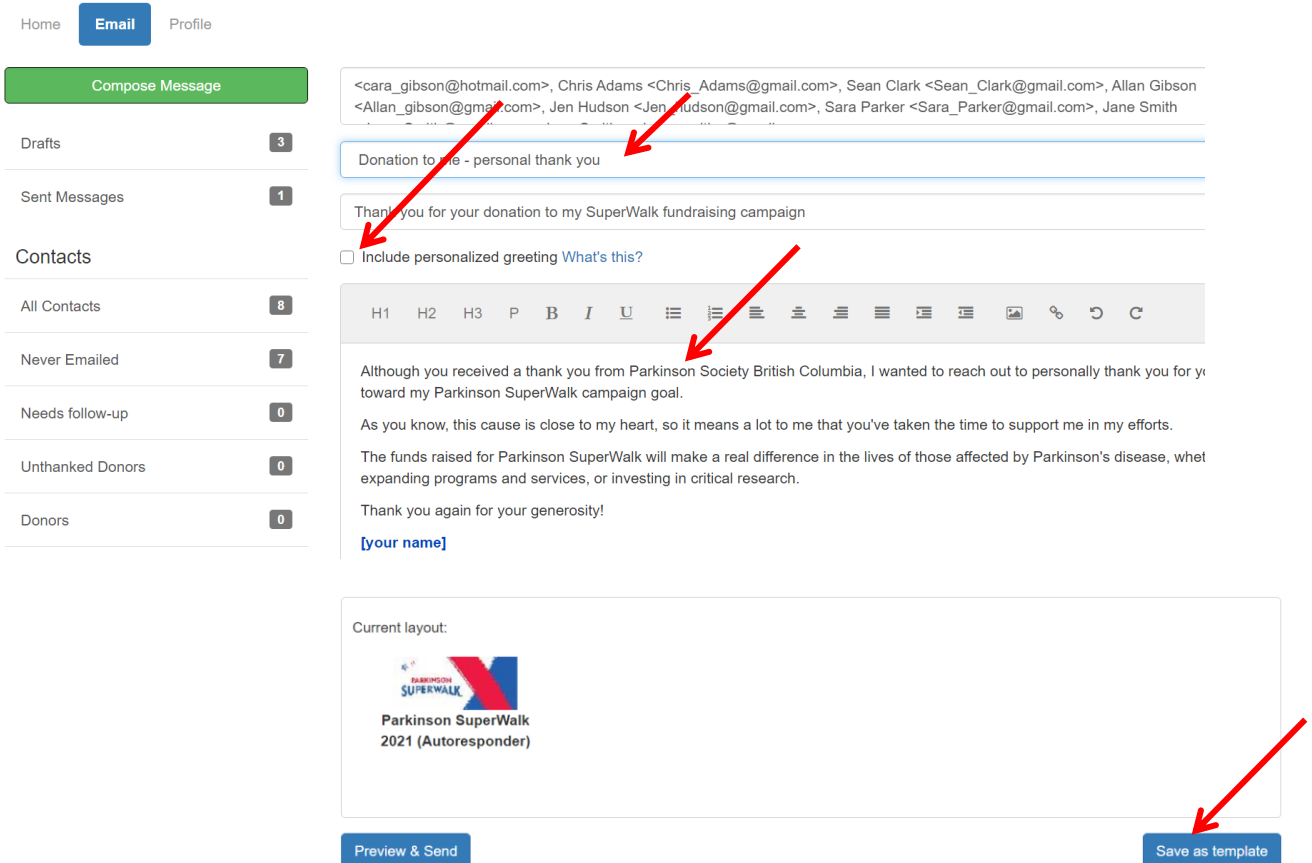 Home Email Profile
Compose Message
Drafts 3
Sent Messages 1
Contacts
All Contacts 8
Never Emailed 7
Needs follow-up 0
Unthanked Donors 0
Donors 0
<cara_gibson@hotmail.com>, Chris Adams <Chris_Adams@gmail.com>, Sean Clark <Sean_Clark@gmail.com>, Allan Gibson
<Allan_gibson@gmail.com>, Jen Hudson <Jen_Hudson@gmail.com>, Sara Parker <Sara_Parker@gmail.com>, Jane Smith
Donation to me - personal thank you
Thank you for your donation to my SuperWalk fundraising campaign
Include personalized greeting What's this?
H1 H2 H3 P B I U
Although you received a thank you from Parkinson Society British Columbia, I wanted to reach out to personally thank you for
toward my Parkinson SuperWalk campaign goal.
As you know, this cause is close to my heart, so it means a lot to me that you've taken the time to support me in my efforts.
The funds raised for Parkinson SuperWalk will make a real difference in the lives of those affected by Parkinson's disease,
expanding programs and services, or investing in critical research.
Thank you again for your generosity!
[your name]
Current layout:
PARKINSON
SUPERWALK
Parkinson SuperWalk
2021 (Autoresponder)
Preview & Send
Save as template